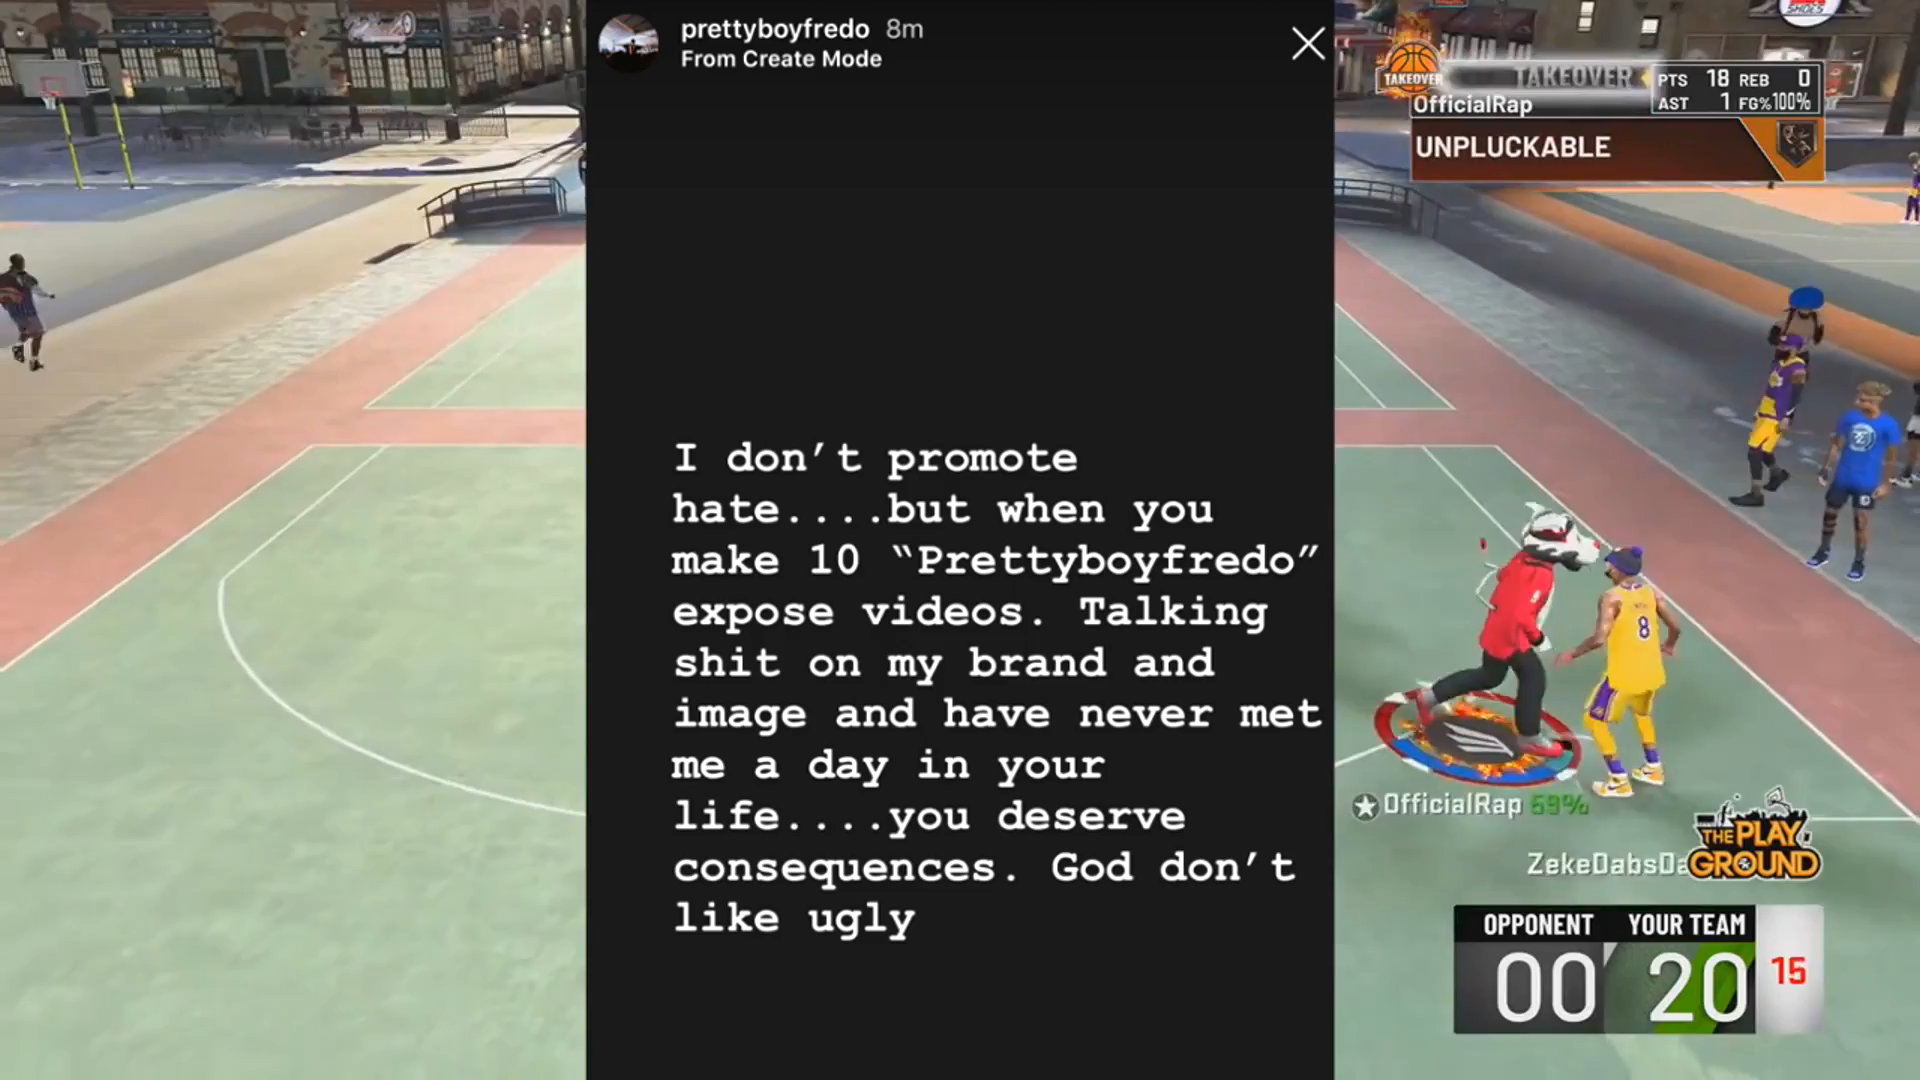 prettyboyfredo 8m
From Create Mode
I don’t promote
hate....but when you
make 10 “Prettyboyfredo”
expose videos. Talking
shit on my brand and
image and have never met
me a day in your
life....you deserve
consequences. God don’t
like ugly
SHOES
TAKEOVER
TAKEOVER
PTS 18 REB 0
AST 1 FG% 100%
OfficialRap
UNPLUCKABLE
8
OfficialRap 69%
ZekeDabsDa
THE PLAY
GROUND
OPPONENT YOUR TEAM
00 20 15